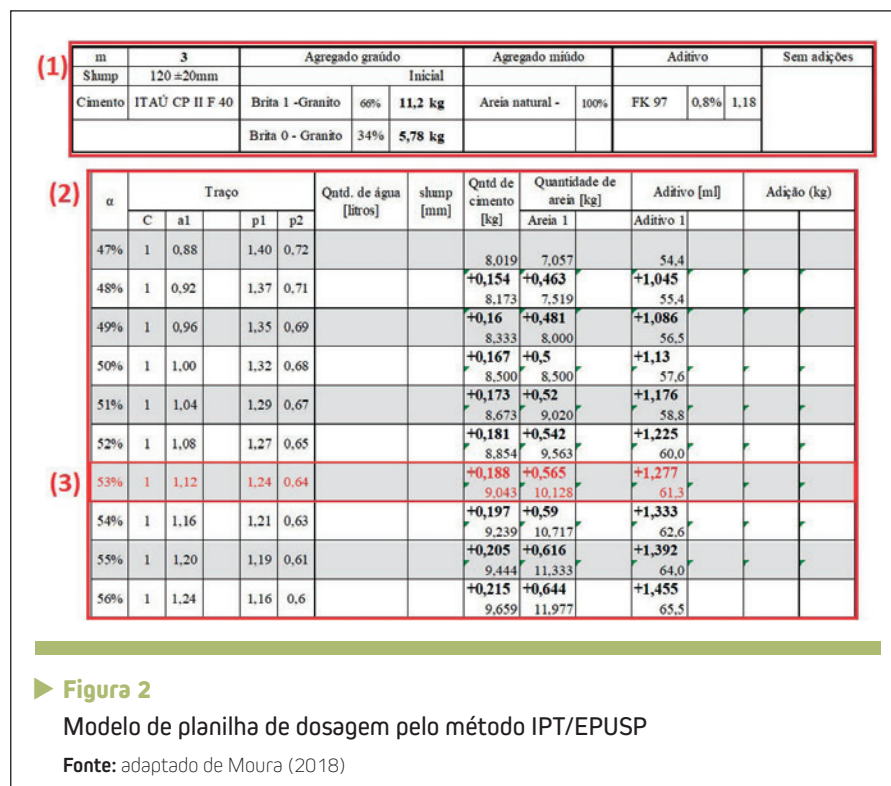 (1)
m 3 Agregado graúdo Agregado miúdo Aditivo Sem adições
Slump 120 ±20mm Inicial
Cimento ITAÚ CP II F 40 Brita 1 -Granito 66% 11,2 kg Areia natural - 100% FK 97 0,8% 1,18
Brita 0 - Granito 34% 5,78 kg
(2)
α Traço Qntd. de água [litros] slump [mm] Qntd de cimento [kg] Quantidade de areia [kg] Aditivo [ml] Adição (kg)
C a1 p1 p2 Areia 1 Aditivo 1
47% 1 0,88 1,40 0,72 8,019 7,057 54,4
+0,154 +0,463 +1,045
48% 1 0,92 1,37 0,71 8,173 7,519 55,4
+0,16 +0,481 +1,086
49% 1 0,96 1,35 0,69 8,333 8,000 56,5
+0,167 +0,5 +1,13
50% 1 1,00 1,32 0,68 8,500 8,500 57,6
+0,173 +0,52 +1,176
51% 1 1,04 1,29 0,67 8,673 9,020 58,8
+0,181 +0,542 +1,225
52% 1 1,08 1,27 0,65 8,854 9,563 60,0
(3)
+0,188 +0,565 +1,277
53% 1 1,12 1,24 0,64 9,043 10,128 61,3
+0,197 +0,59 +1,333
54% 1 1,16 1,21 0,63 9,239 10,717 62,6
+0,205 +0,616 +1,392
55% 1 1,20 1,19 0,61 9,444 11,333 64,0
+0,215 +0,644 +1,455
56% 1 1,24 1,16 0,6 9,659 11,977 65,5
Figura 2
Modelo de planilha de dosagem pelo método IPT/EPUSP
Fonte: adaptado de Moura (2018)